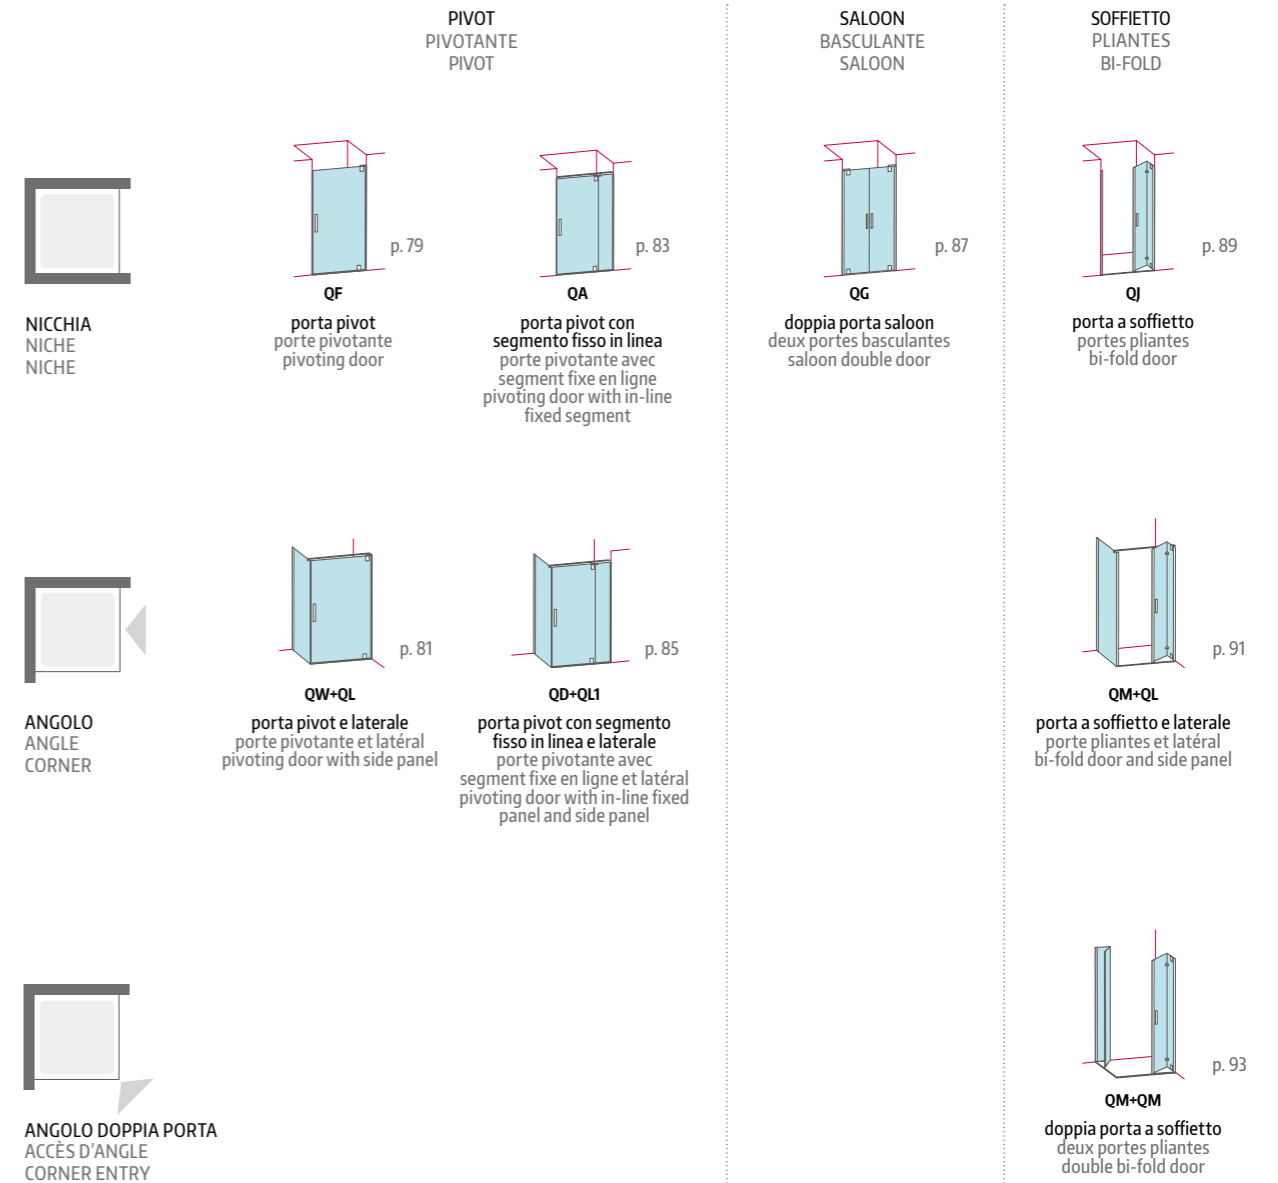 PIVOT
PIVOTANTE
PIVOT
SALOON
BASCULANTE
SALOON
SOFFIETTO
PLIANTES
BI-FOLD
NICCHIA
NICHE
NICHE
p. 79
QF
porta pivot
porte pivotante
pivoting door
p. 83
QA
porta pivot con
segmento fisso in linea
porte pivotante avec
segment fixe en ligne
pivoting door with in-line
fixed segment
p. 87
QG
doppia porta saloon
deux portes basculantes
saloon double door
p. 89
QJ
porta a soffietto
portes pliantes
bi-fold door
ANGOLO
ANGLE
CORNER
p. 81
QW+QL
porta pivot e laterale
porte pivotante et latéral
pivoting door with side panel
p. 85
QD+QL1
porta pivot con segmento
fisso in linea e laterale
porte pivotante avec
segment fixe en ligne et latéral
pivoting door with in-line fixed
panel and side panel
p. 91
QM+QL
porta a soffietto e laterale
porte pliantes et latéral
bi-fold door and side panel
ANGOLO DOPPIA PORTA
ACCÈS D'ANGLE
CORNER ENTRY
p. 93
QM+QM
doppia porta a soffietto
deux portes pliantes
double bi-fold door